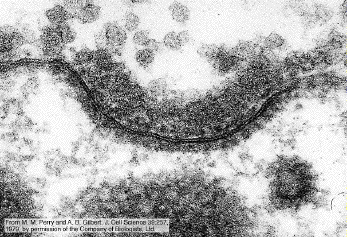 From M. M. Perry and A. B. Gilbert, J. Cell Science 39,257,
1979, by permission of the Company of Biologists, Ltd.